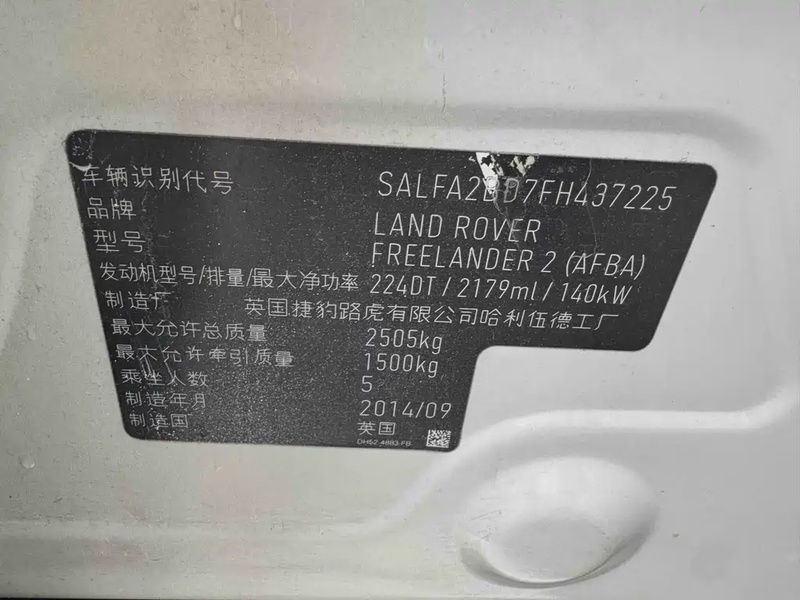 车辆识别代号
品牌 LAND ROVER
型号 FREELANDER 2 (AFBA)
发动机型号/排量/最大净功率 224DT / 2179ml / 140kW
制造厂 英国捷豹路虎有限公司哈利伍德工厂
最大允许总质量 2505kg
最大允许牵引质量 1500kg
乘坐人数 5
制造年月 2014/09
制造国 英国
DH52-4883-FB